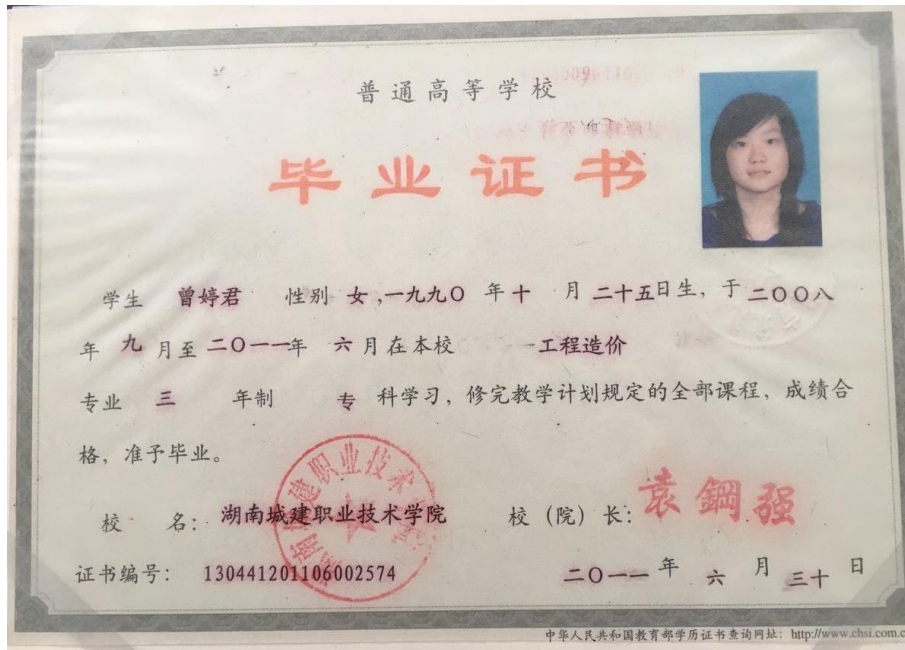 普通高等学校
毕业证书
学生 曾婷君 性别 女，一九九〇 年 十 月 二十五日生，于 二〇〇八
年 九 月至 二〇一一年 六 月在本校 工程造价
专业 三 年制 专 科学习，修完教学计划规定的全部课程，成绩合
格，准予毕业。
校 名： 湖南城建职业技术学院 校（院）长： 袁鋼强
证书编号： 130441201106002574 二〇一一 年 六 月 三十 日
中华人民共和国教育部学历证书查询网址： http://www.chsi.com.c